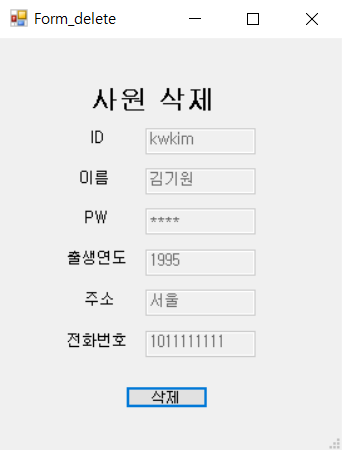 Form_delete
사원 삭제
ID kwkim
이름 김기원
PW ****
출생연도 1995
주소 서울
전화번호 1011111111
삭제